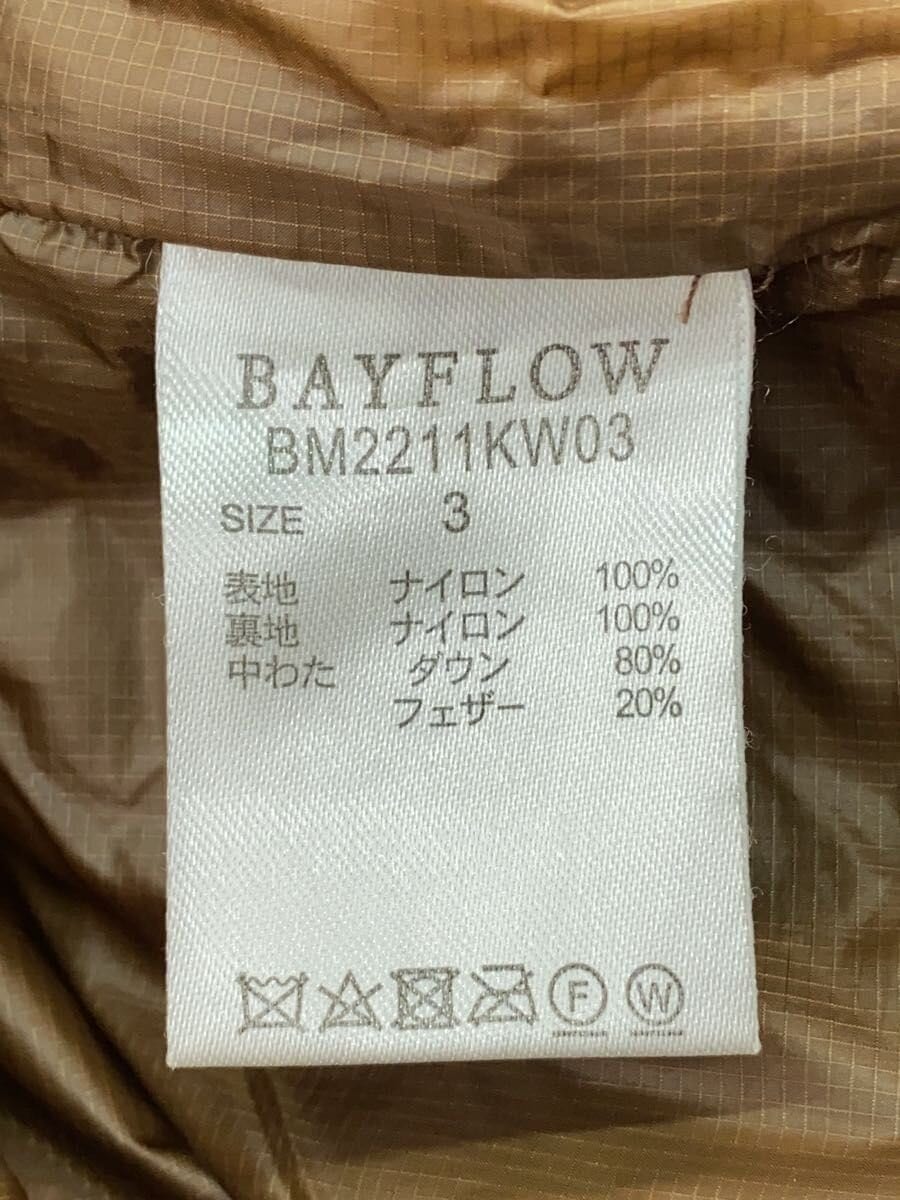 BAYFLOW
BM2211KW03
SIZE 3
表地 ナイロン 100%
裏地 ナイロン 100%
中わた ダウン 80%
フェザー 20%
F W